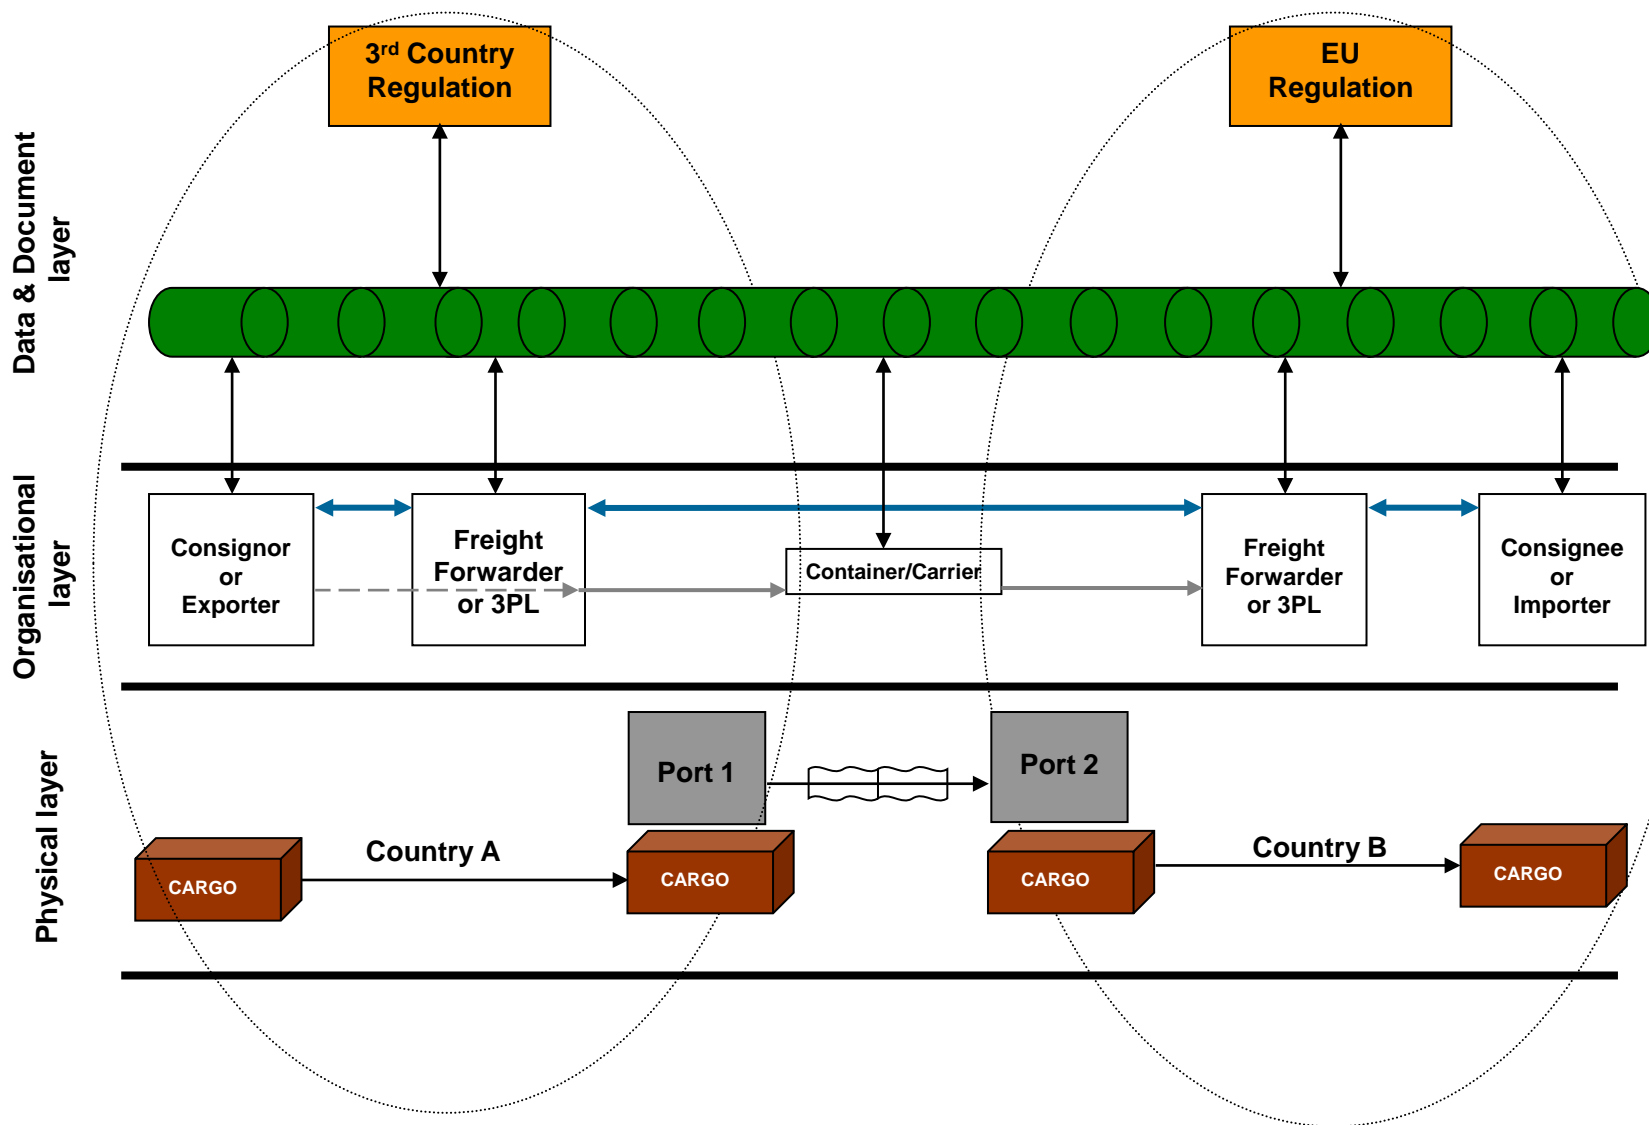 3rd Country
Regulation
EU
Regulation
Data & Document
layer
Organisational
layer
Consignor
or
Exporter
Freight
Forwarder
or 3PL
Container/Carrier
Freight
Forwarder
or 3PL
Consignee
or
Importer
Physical layer
Port 1
Port 2
Country A
Country B
CARGO
CARGO
CARGO
CARGO